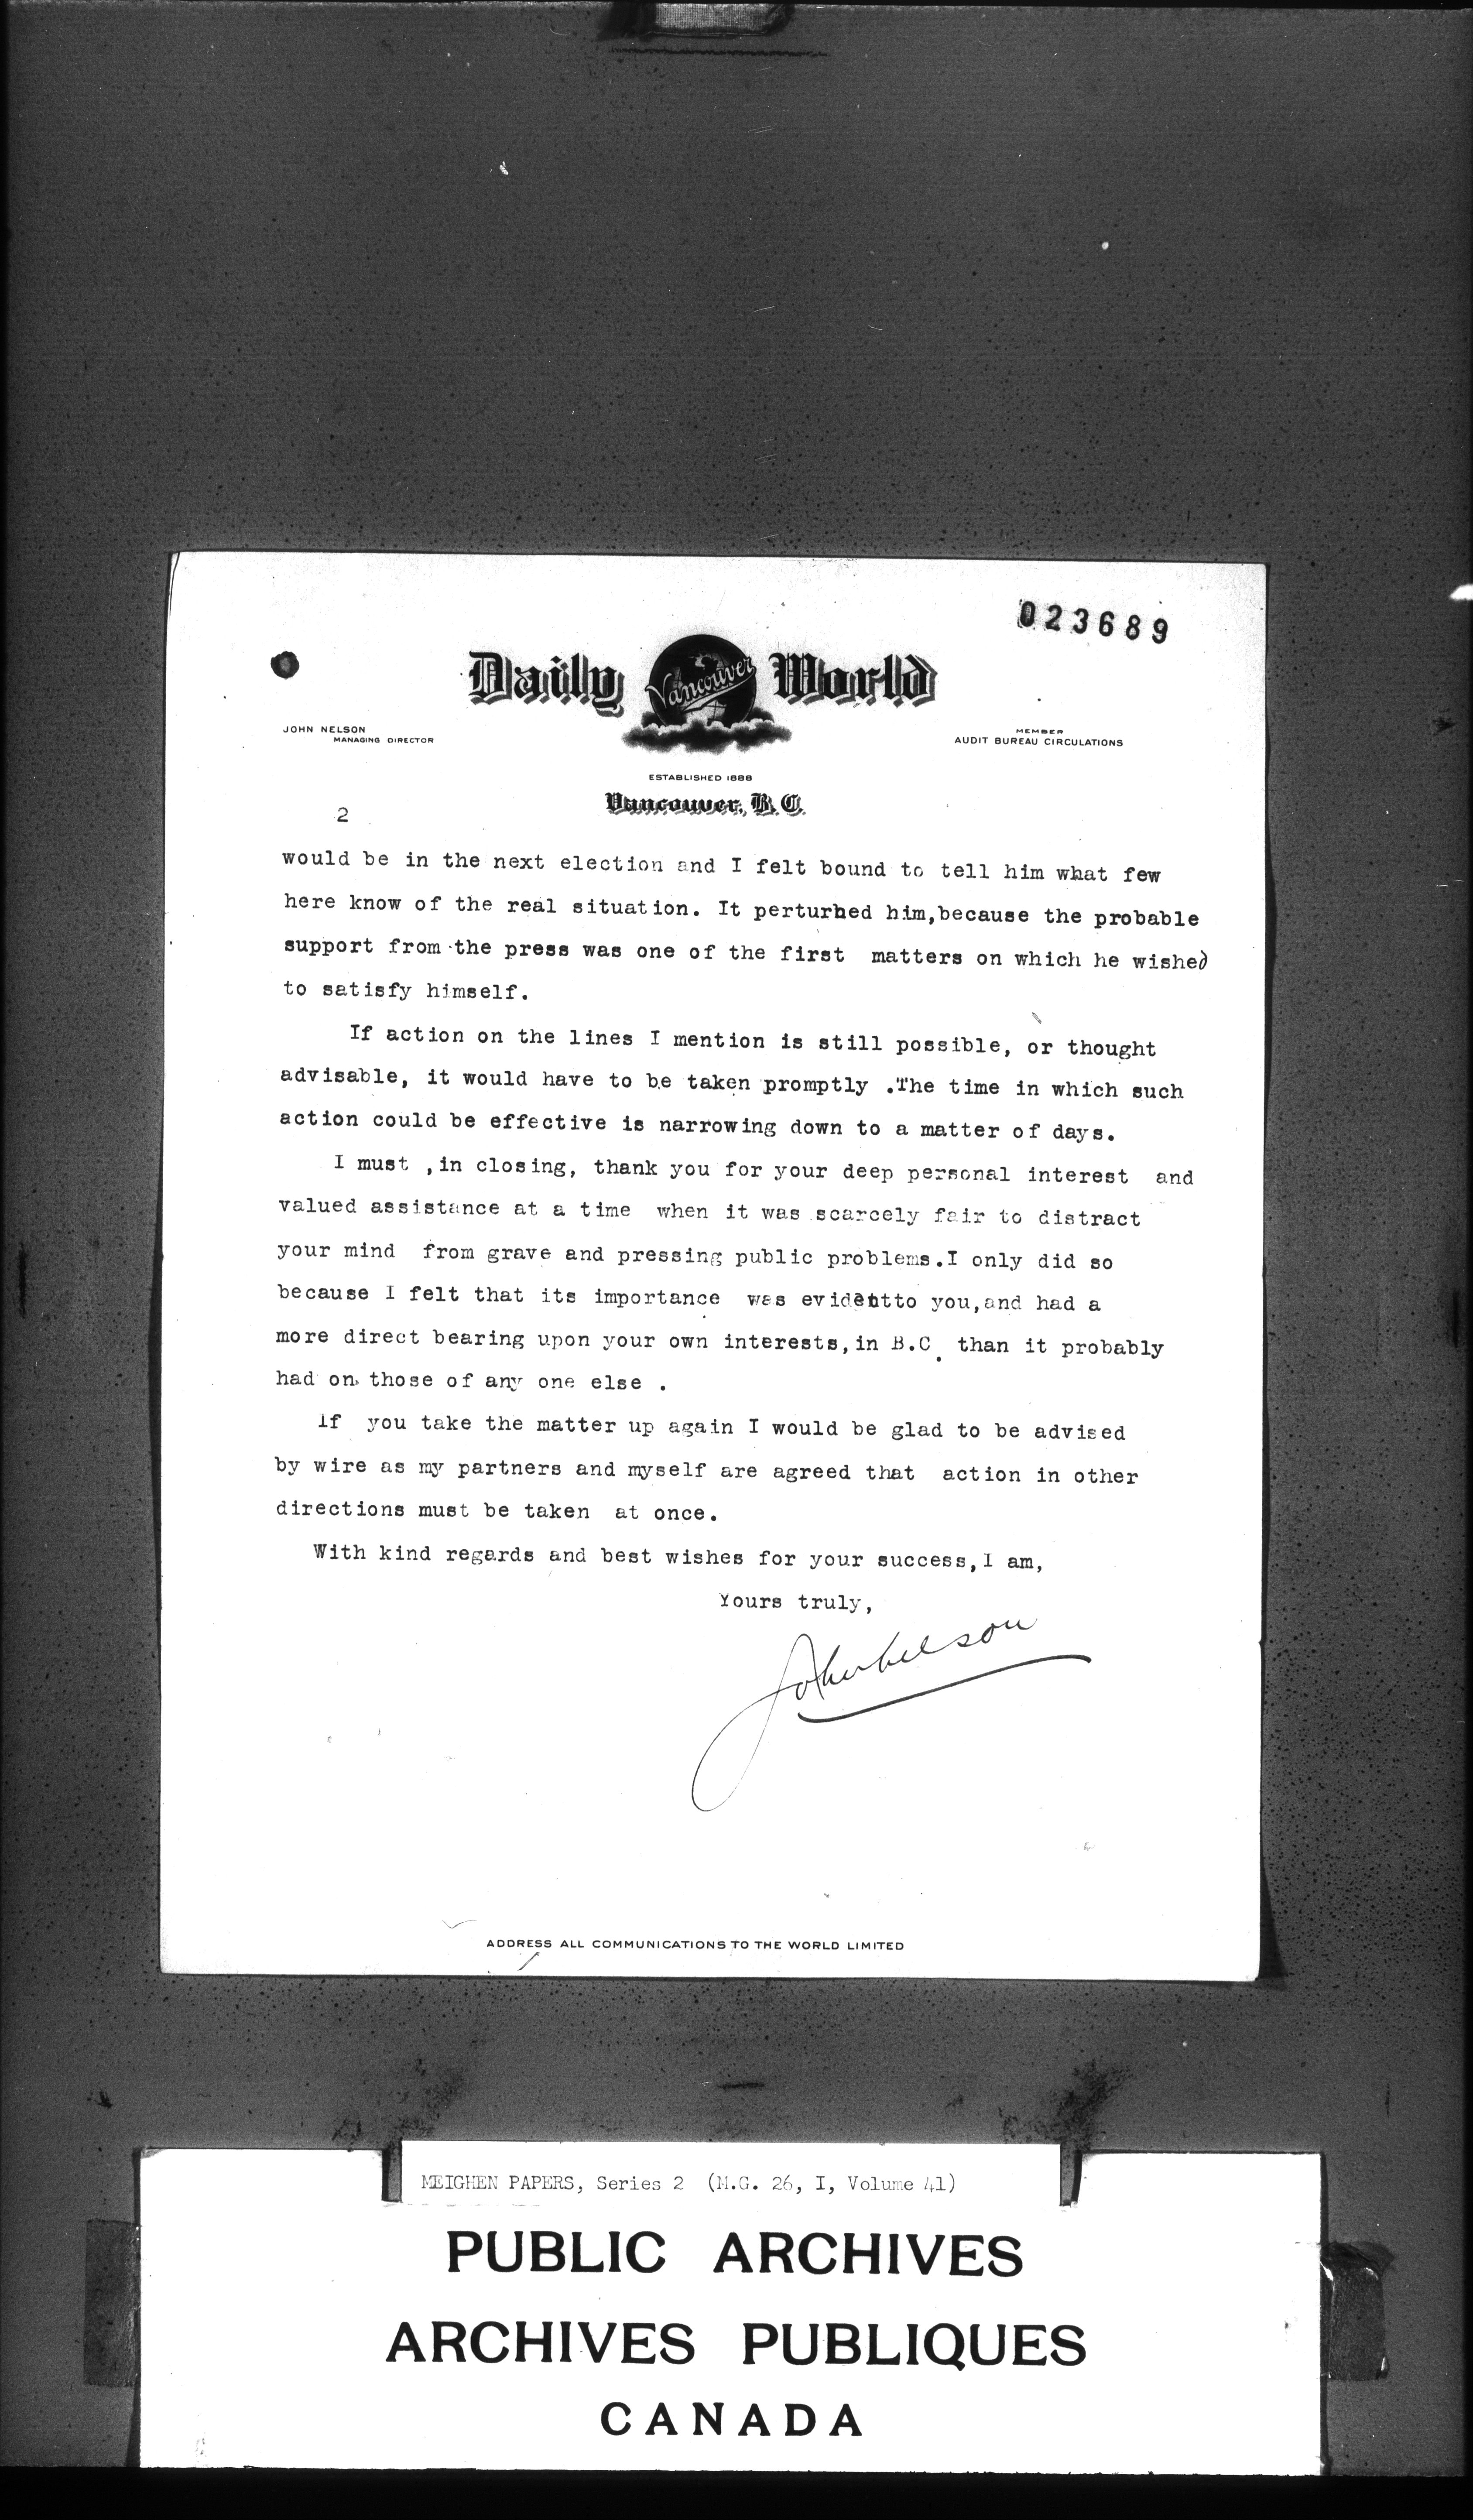 023689
Daily Vancouver World
JOHN NELSON
MANAGING DIRECTOR
MEMBER
AUDIT BUREAU CIRCULATIONS
ESTABLISHED 1888
Vancouver, B.C.
2
would be in the next election and I felt bound to tell him what few
here know of the real situation. It perturbed him,because the probable
support from the press was one of the first matters on which he wished
to satisfy himself.
If action on the lines I mention is still possible, or thought
advisable, it would have to be taken promptly .The time in which such
action could be effective is narrowing down to a matter of days.
I must ,in closing, thank you for your deep personal interest and
valued assistance at a time when it was scarcely fair to distract
your mind from grave and pressing public problems.I only did so
because I felt that its importance was evidentto you,and had a
more direct bearing upon your own interests,in B.C. than it probably
had on those of any one else .
If you take the matter up again I would be glad to be advised
by wire as my partners and myself are agreed that action in other
directions must be taken at once.
With kind regards and best wishes for your success,I am,
Yours truly,
John Nelson
ADDRESS ALL COMMUNICATIONS TO THE WORLD LIMITED
MEIGHEN PAPERS, Series 2 (M.G. 26, I, Volume 41)
PUBLIC ARCHIVES
ARCHIVES PUBLIQUES
CANADA